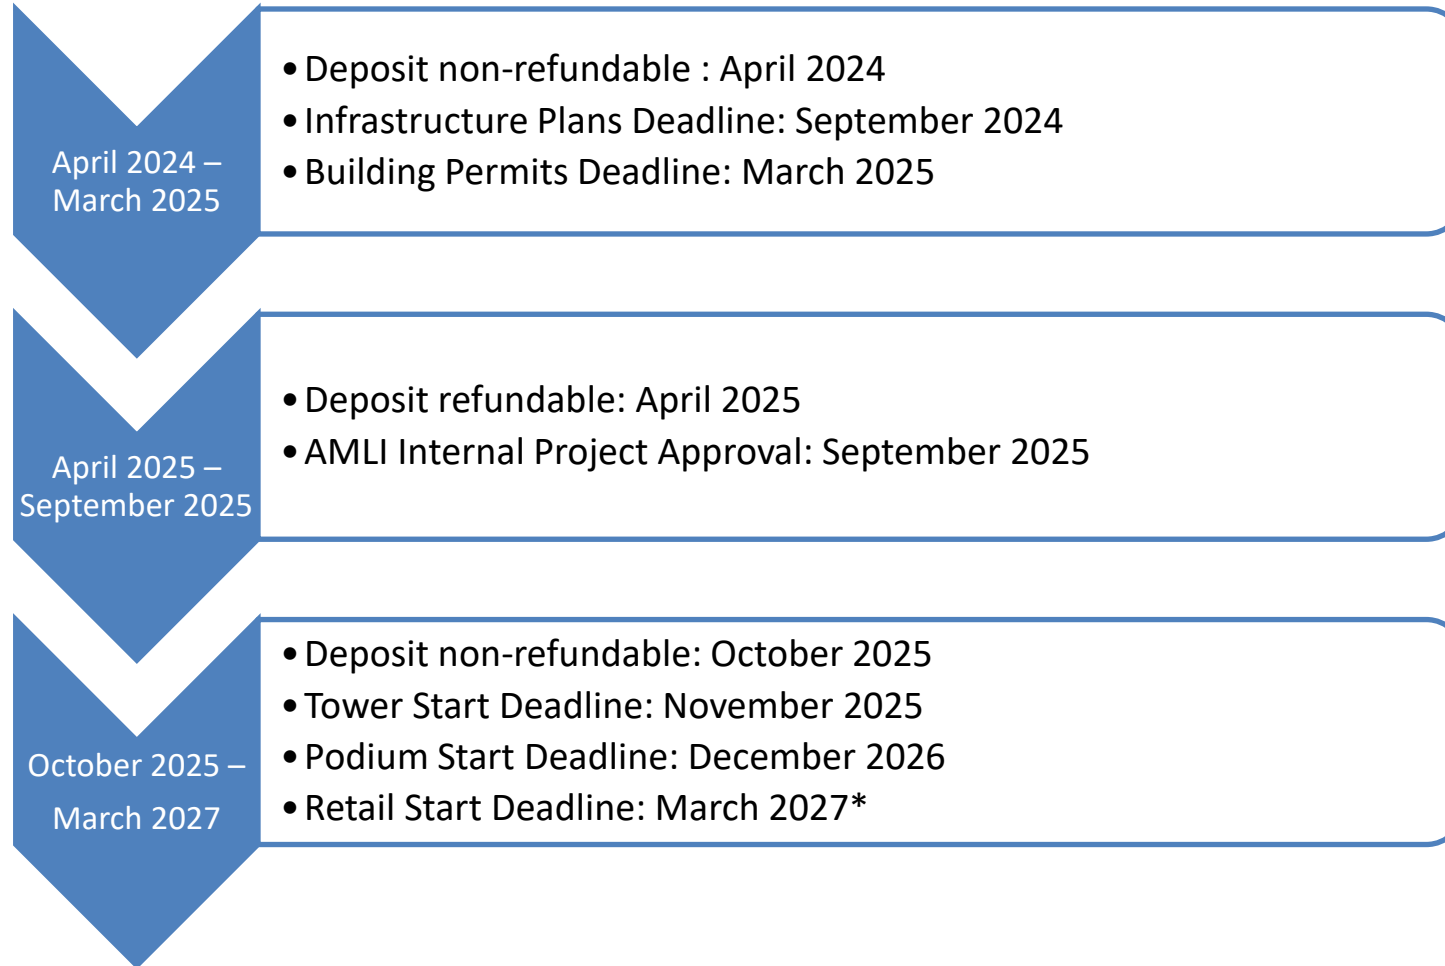 April 2024 –
March 2025
•Deposit non-refundable : April 2024
•Infrastructure Plans Deadline: September 2024
•Building Permits Deadline: March 2025
April 2025 –
September 2025
•Deposit refundable: April 2025
•AMLI Internal Project Approval: September 2025
October 2025 –
March 2027
•Deposit non-refundable: October 2025
•Tower Start Deadline: November 2025
•Podium Start Deadline: December 2026
•Retail Start Deadline: March 2027*